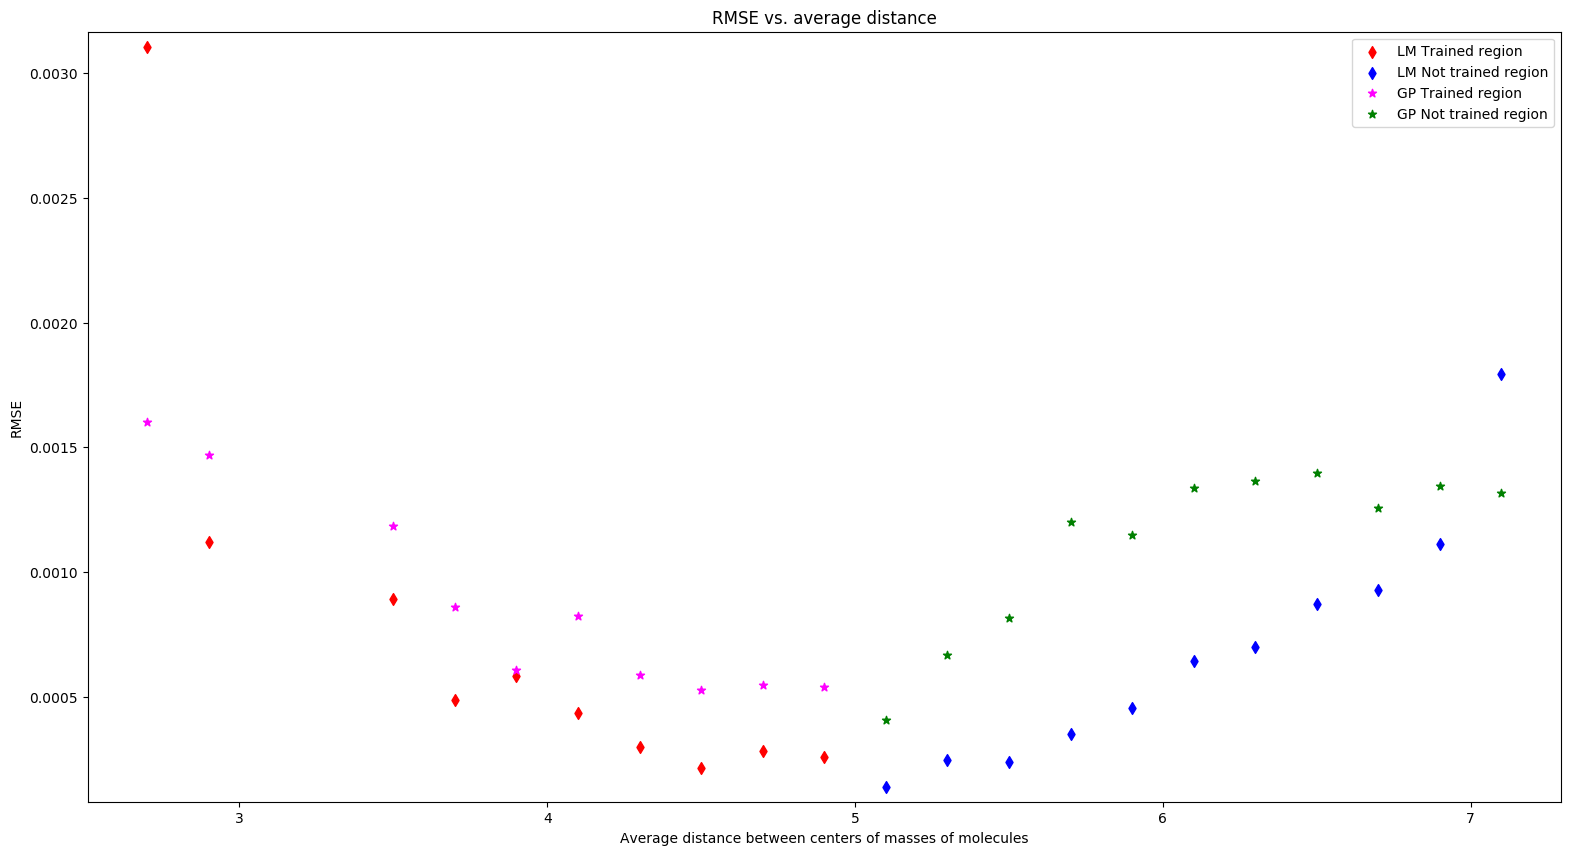 RMSE vs. average distance
LM Trained region
LM Not trained region
GP Trained region
GP Not trained region
RMSE
0.0030
0.0025
0.0020
0.0015
0.0010
0.0005
3
4
5
6
7
Average distance between centers of masses of molecules